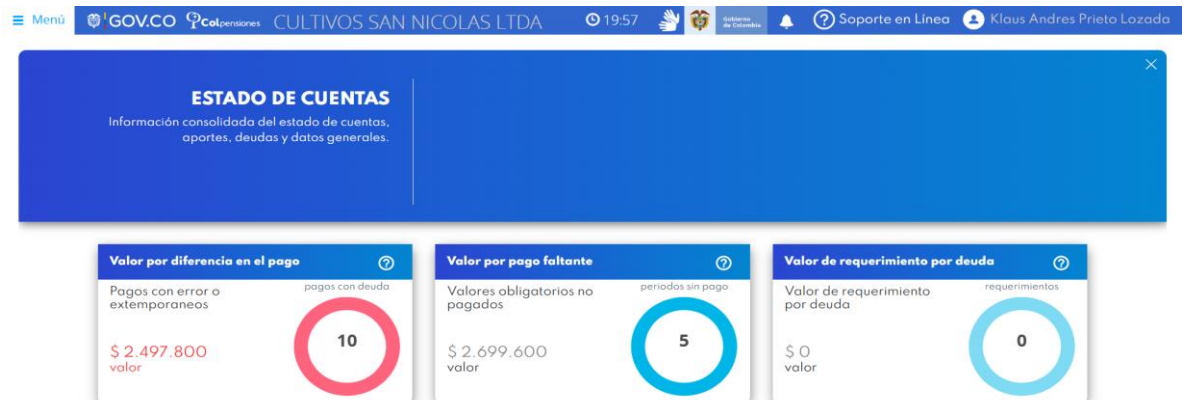 Menú GOV.CO Colpensiones CULTIVOS SAN NICOLAS LTDA 19:57 Gobierno de Colombia Soporte en Línea Klaus Andres Prieto Lozada
ESTADO DE CUENTAS
Información consolidada del estado de cuentas,
aportes, deudas y datos generales.
Valor por diferencia en el pago
Pagos con error o
extemporaneos
pagos con deuda
10
$ 2.497.800
valor
Valor por pago faltante
Valores obligatorios no
pagados
periodos sin pago
5
$ 2.699.600
valor
Valor de requerimiento por deuda
Valor de requerimiento
por deuda
requerimientos
0
$ 0
valor